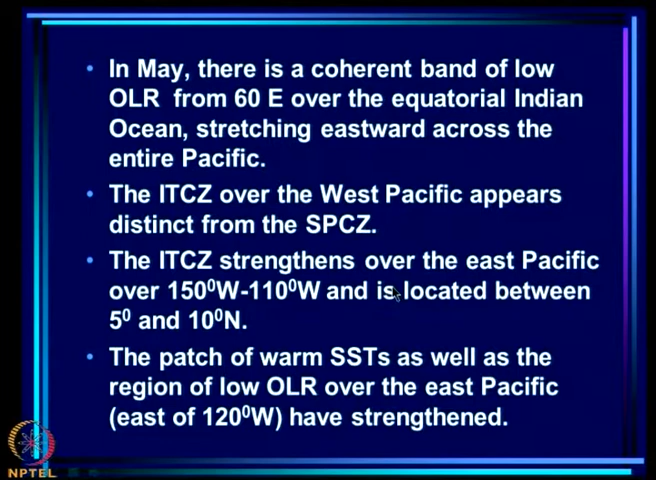 • In May, there is a coherent band of low
OLR from 60 E over the equatorial Indian
Ocean, stretching eastward across the
entire Pacific.
• The ITCZ over the West Pacific appears
distinct from the SPCZ.
• The ITCZ strengthens over the east Pacific
over 150⁰W-110⁰W and is located between
5⁰ and 10⁰N.
• The patch of warm SSTs as well as the
region of low OLR over the east Pacific
(east of 120⁰W) have strengthened.
NPTEL